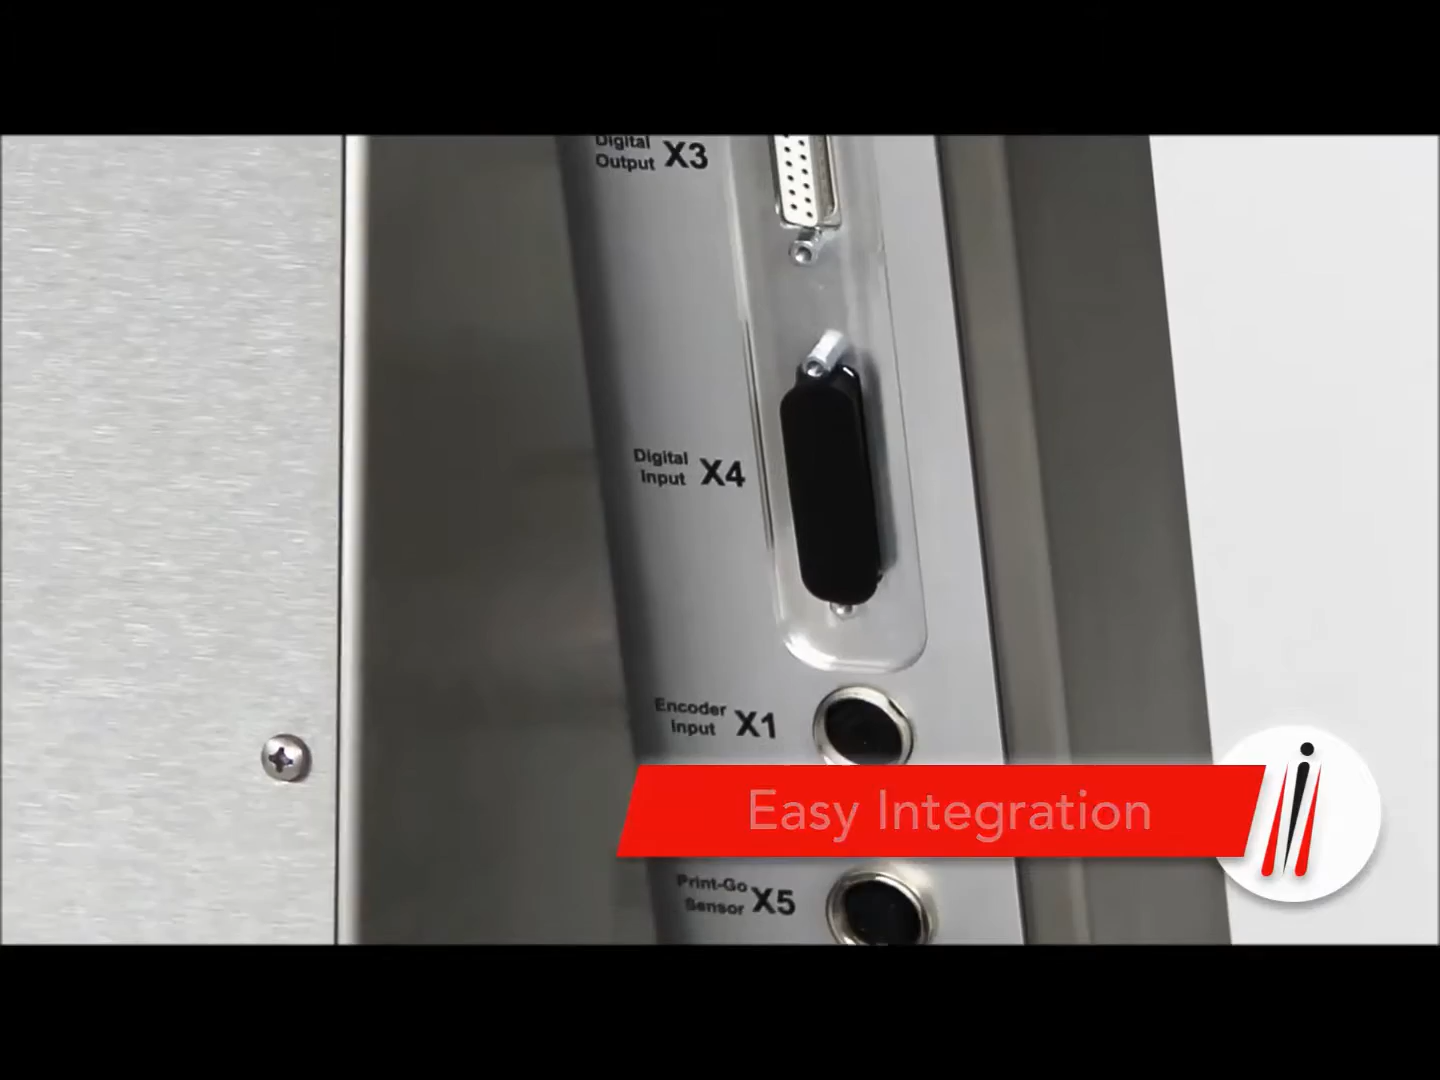 Digital
Output X3
Digital
Input X4
Encoder
Input X1
Easy Integration
Print-Go
Sensor X5